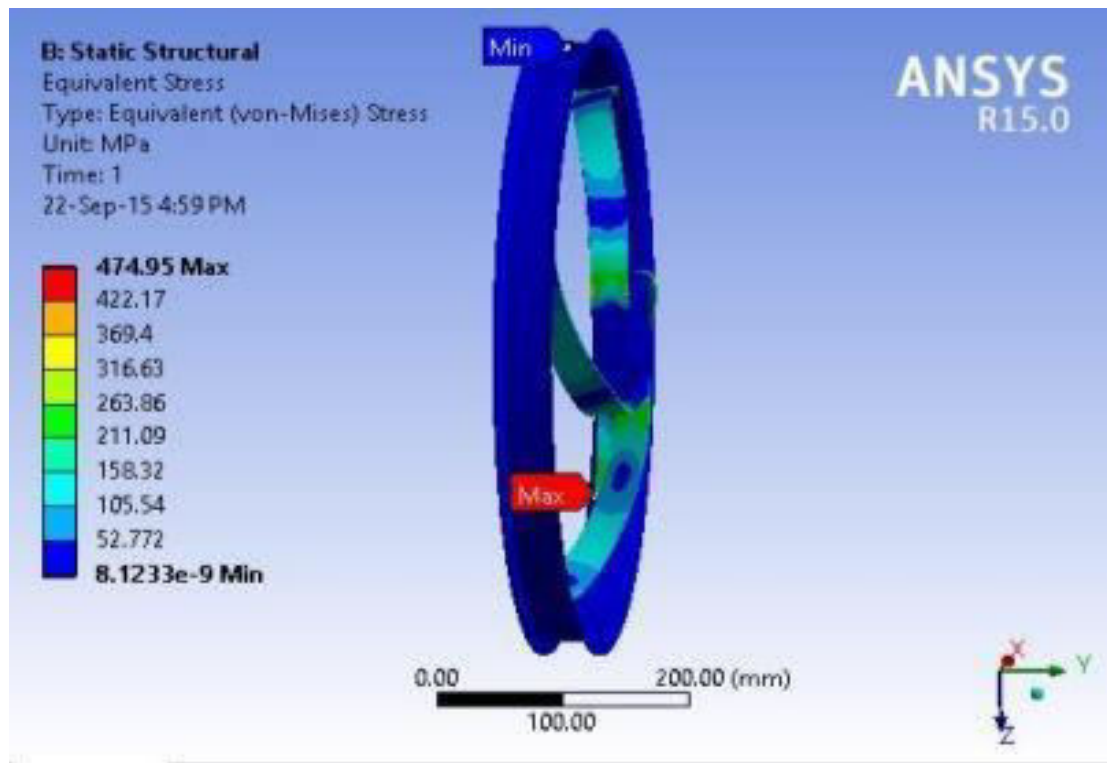 B: Static Structural
Equivalent Stress
Type: Equivalent (von-Mises) Stress
Unit: MPa
Time: 1
22-Sep-15 4:59 PM
474.95 Max
422.17
369.4
316.63
263.86
211.09
158.32
105.54
52.772
8.1233e-9 Min
Min
Max
ANSYS
R15.0
0.00 200.00 (mm)
100.00
X
Y
Z